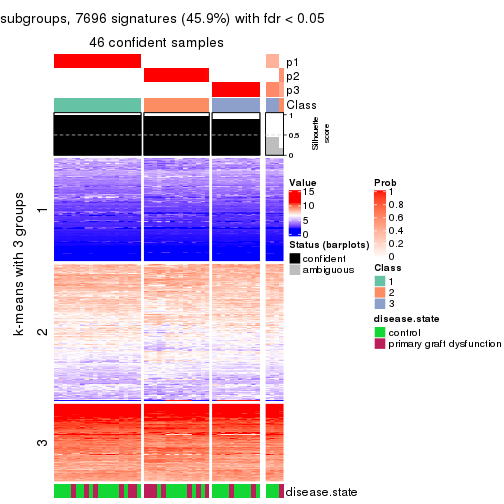 subgroups, 7696 signatures (45.9%) with fdr < 0.05
46 confident samples
p1
p2
p3
Class
1
0.5
0
Silhouette
score
k-means with 3 groups
1
2
3
Value
15
10
5
0
Status (barplots)
confident
ambiguous
Prob
1
0.8
0.6
0.4
0.2
0
Class
1
2
3
disease.state
control
primary graft dysfunction
disease.state